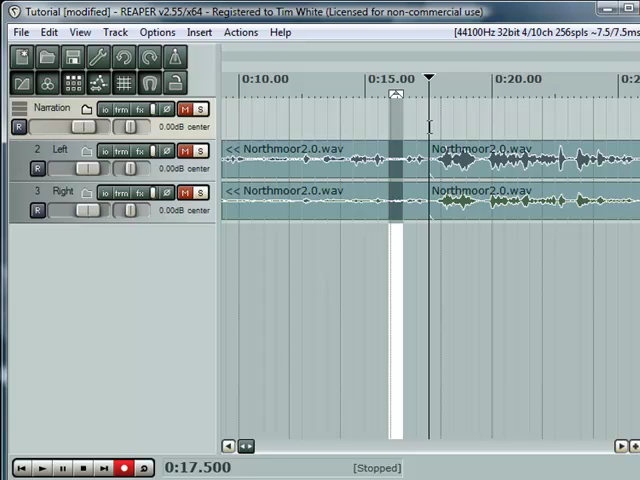 Tutorial [modified] - REAPER v2.55/x64 - Registered to Tim White (Licensed for non-commercial use)
File Edit View Track Options Insert Actions Help [44100Hz 32bit 4/10ch 256spls ~7.5/7.5ms
0:10.00 0:15.00 0:20.00 0:2
Narration io trm fx M S
R 0.00dB center
2 Left io trm fx M S << Northmoor2.0.wav Northmoor2.0.wav
R 0.00dB center
3 Right io trm fx M S << Northmoor2.0.wav Northmoor2.0.wav
R 0.00dB center
0:17.500 [Stopped]